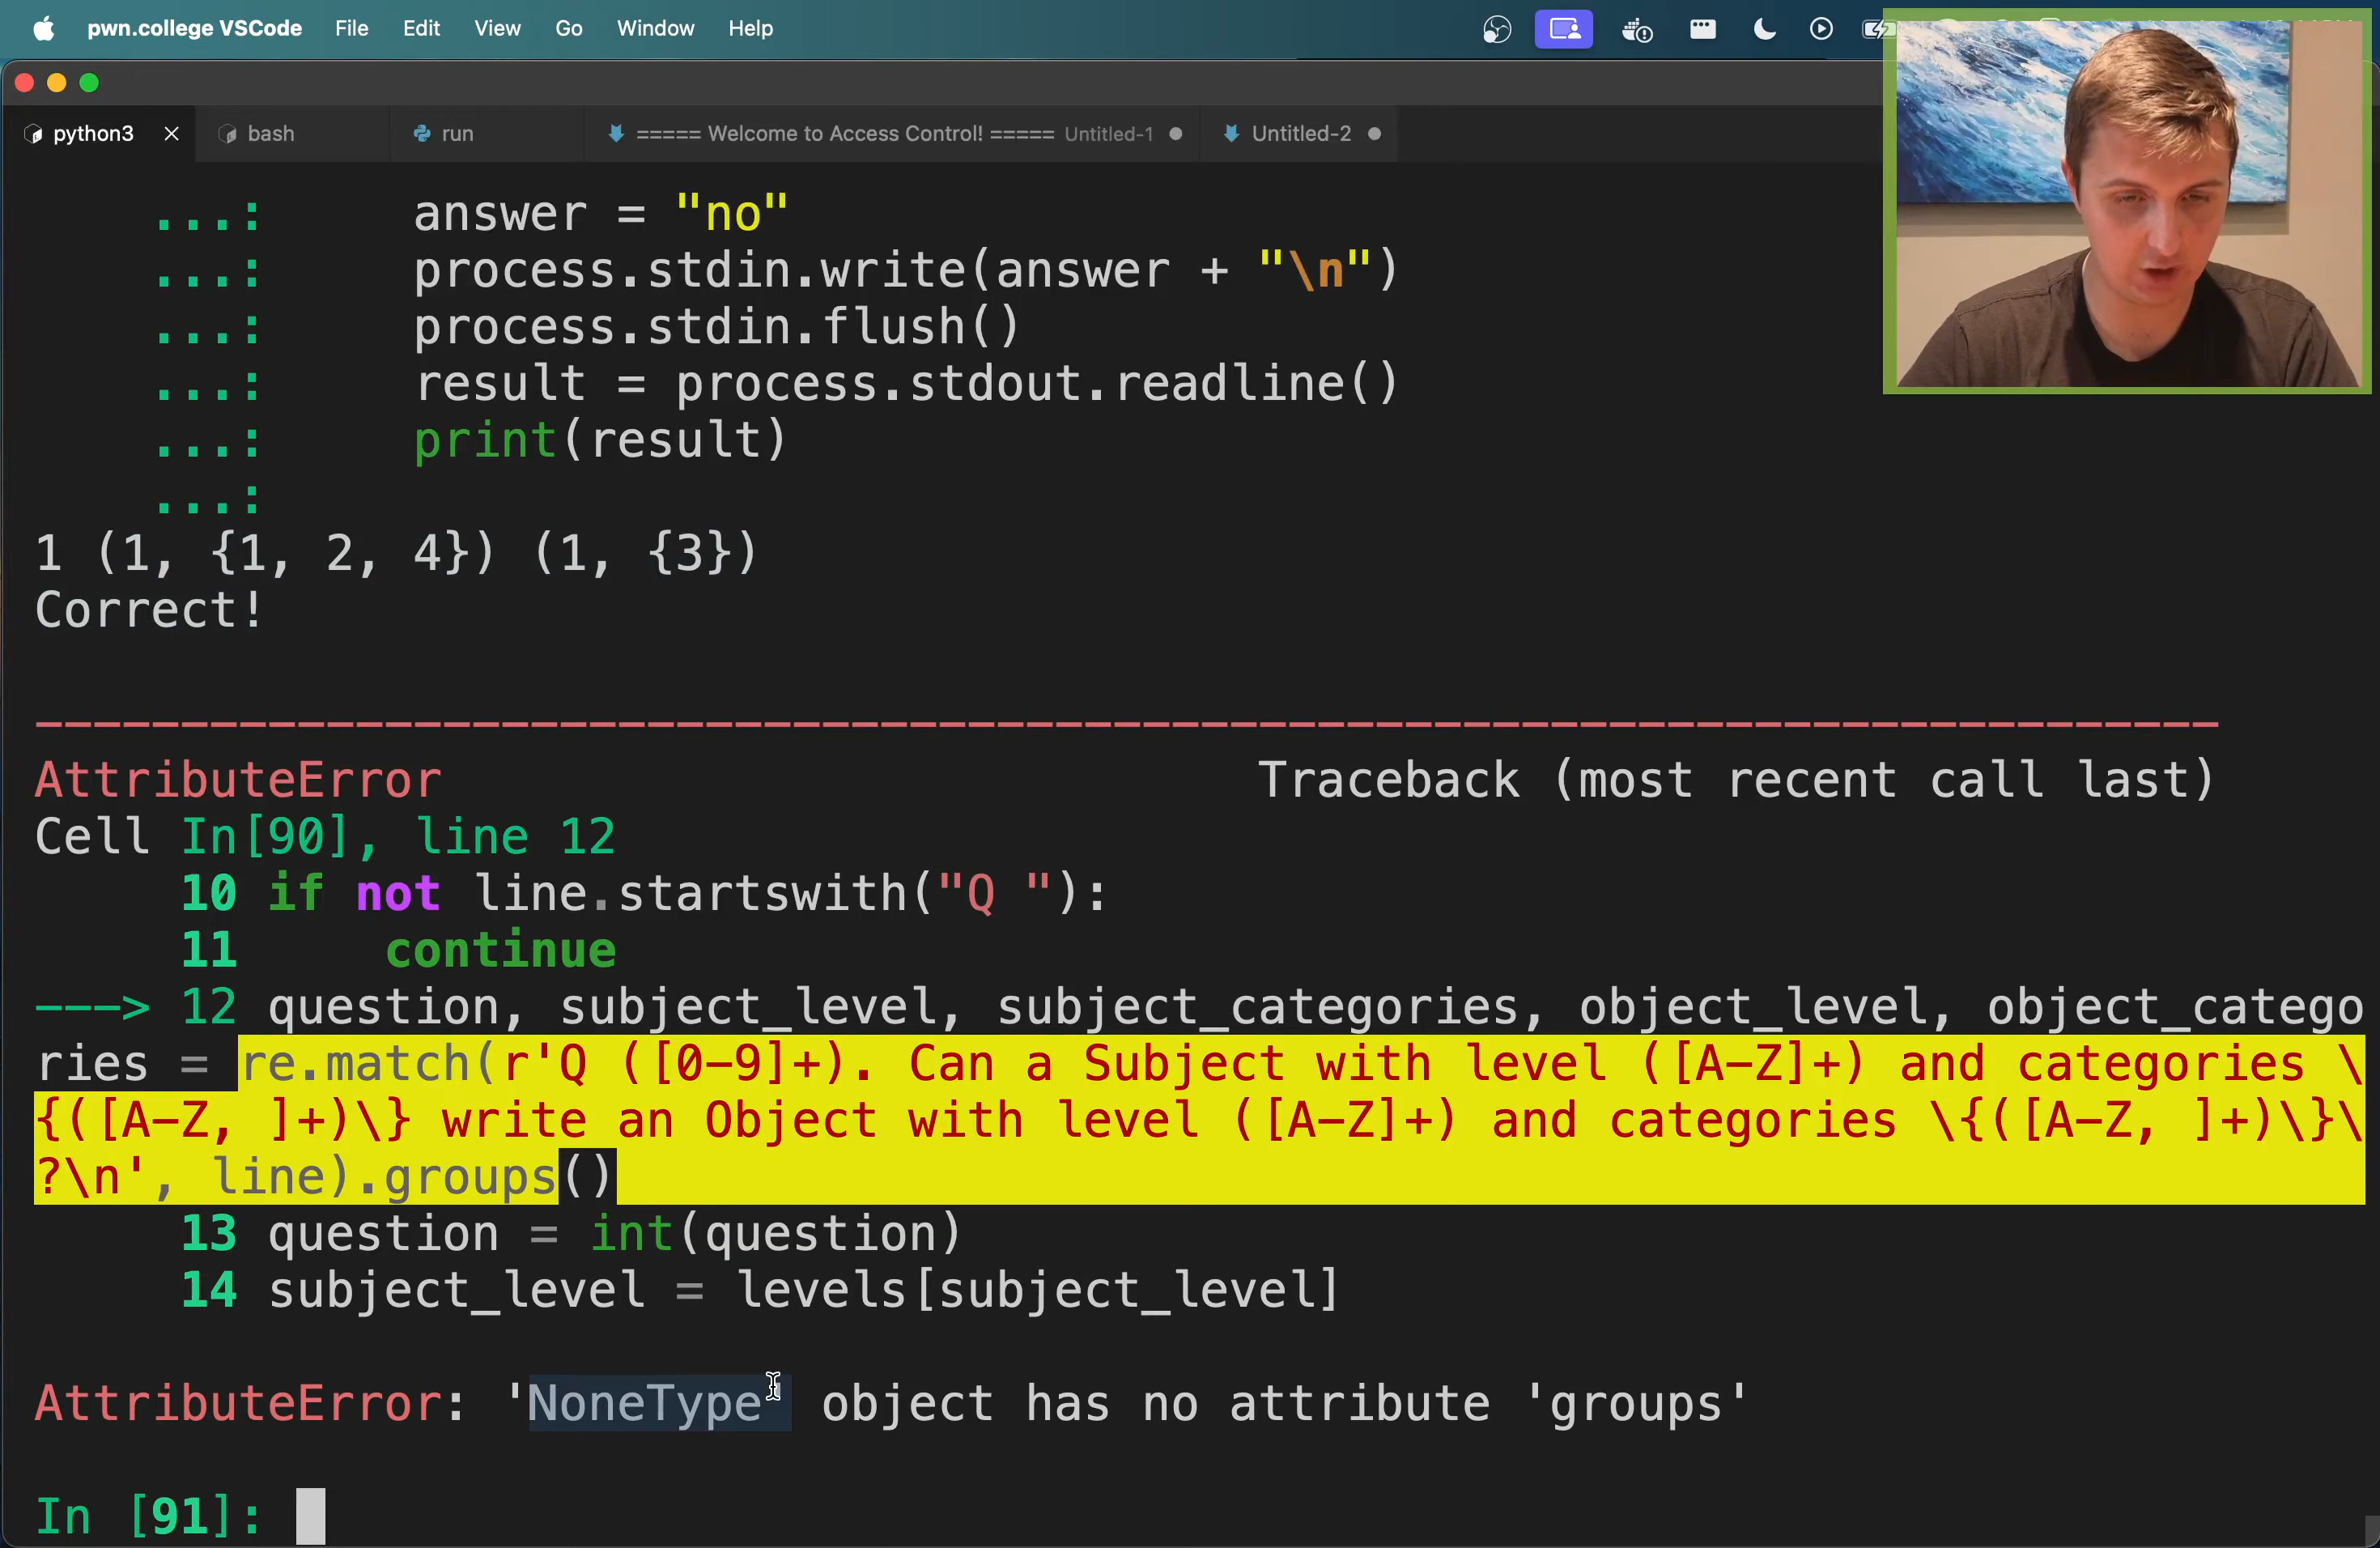 pwn.college VSCode File Edit View Go Window Help
python3 bash run ===== Welcome to Access Control! ===== Untitled-1 Untitled-2
...: answer = "no"
...: process.stdin.write(answer + "\n")
...: process.stdin.flush()
...: result = process.stdout.readline()
...: print(result)
...:
1 (1, {1, 2, 4}) (1, {3})
Correct!
---------------------------------------------------------------------------
AttributeError Traceback (most recent call last)
Cell In[90], line 12
10 if not line.startswith("Q "):
11 continue
---> 12 question, subject_level, subject_categories, object_level, object_catego
ries = re.match(r'Q ([0-9]+). Can a Subject with level ([A-Z]+) and categories \
{([A-Z, ]+)\} write an Object with level ([A-Z]+) and categories \{([A-Z, ]+)\}\
?\n', line).groups()
13 question = int(question)
14 subject_level = levels[subject_level]
AttributeError: 'NoneType' object has no attribute 'groups'
In [91]: